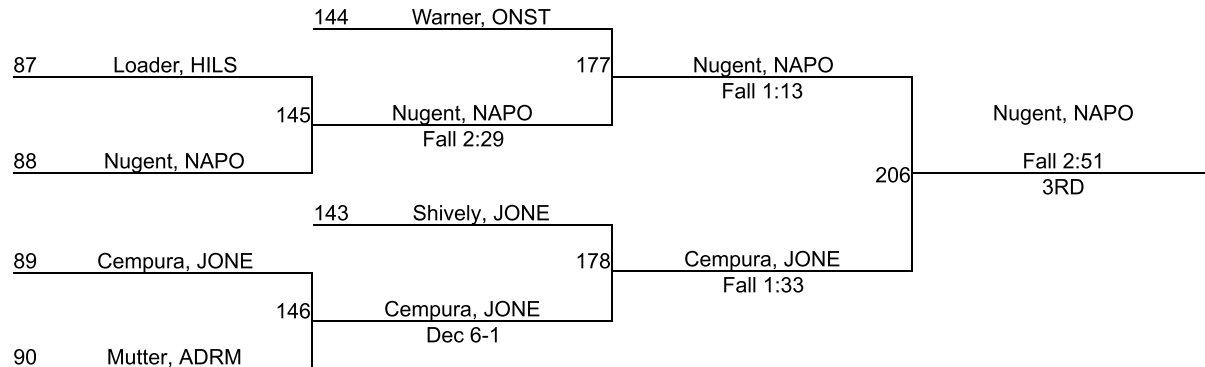 144 Warner, ONST
87 Loader, HILS
177 Nugent, NAPO
Fall 1:13
145 Nugent, NAPO
Fall 2:29
Nugent, NAPO
88 Nugent, NAPO
206 Fall 2:51
3RD
143 Shively, JONE
89 Cempura, JONE
178 Cempura, JONE
Fall 1:33
146 Cempura, JONE
Dec 6-1
90 Mutter, ADRM